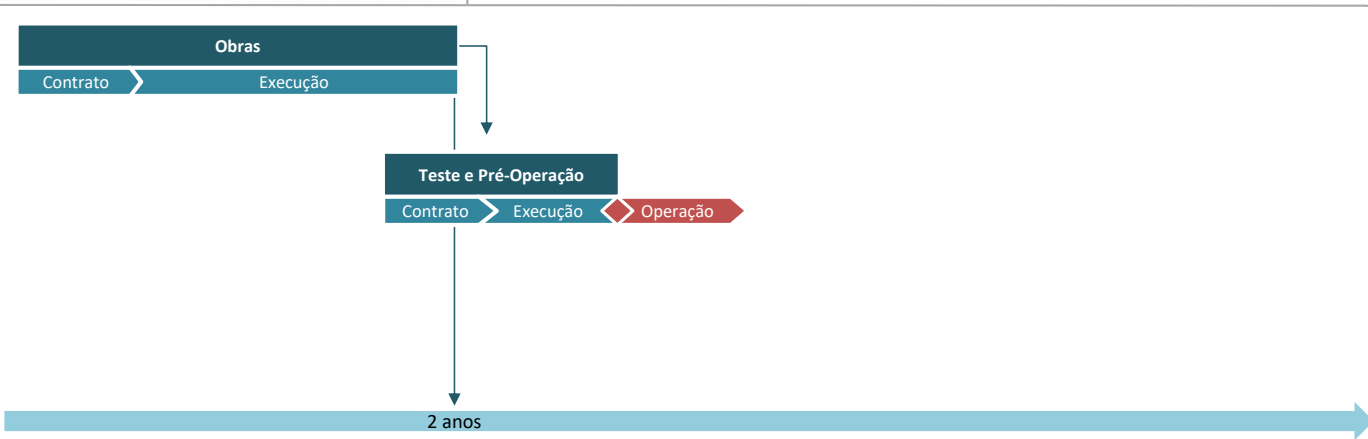 Obras
Contrato
Execução
Teste e Pré-Operação
Contrato
Execução
Operação
2 anos